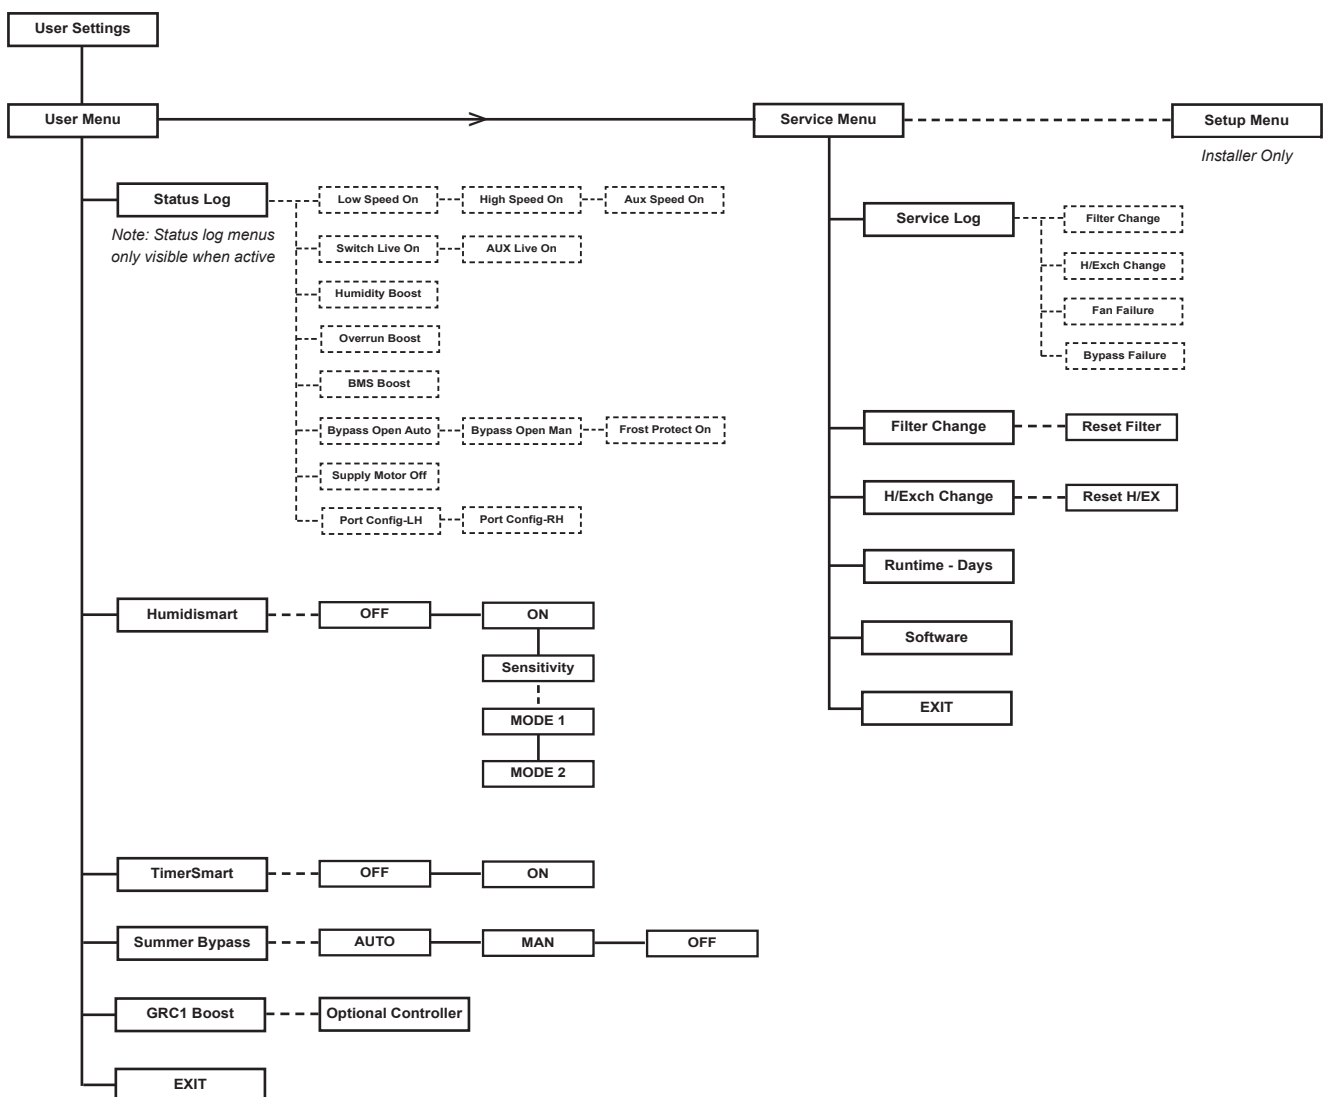 User Settings
User Menu
Service Menu
Setup Menu
Installer Only
Status Log
Note: Status log menus
only visible when active
Low Speed On
High Speed On
Aux Speed On
Switch Live On
AUX Live On
Humidity Boost
Overrun Boost
BMS Boost
Bypass Open Auto
Bypass Open Man
Frost Protect On
Supply Motor Off
Port Config-LH
Port Config-RH
Humidismart
OFF
ON
Sensitivity
MODE 1
MODE 2
TimerSmart
OFF
ON
Summer Bypass
AUTO
MAN
OFF
GRC1 Boost
Optional Controller
EXIT
Service Log
Filter Change
H/Exch Change
Fan Failure
Bypass Failure
Filter Change
Reset Filter
H/Exch Change
Reset H/EX
Runtime - Days
Software
EXIT